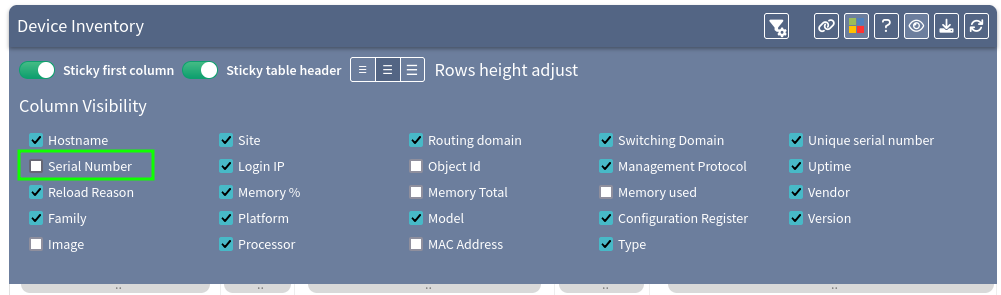 Device Inventory ?
Sticky first column Sticky table header Rows height adjust
Column Visibility
Hostname Site Routing domain Switching Domain Unique serial number
Serial Number Login IP Object Id Management Protocol Uptime
Reload Reason Memory % Memory Total Memory used Vendor
Family Platform Model Configuration Register Version
Image Processor MAC Address Type
.. .. .. .. ..